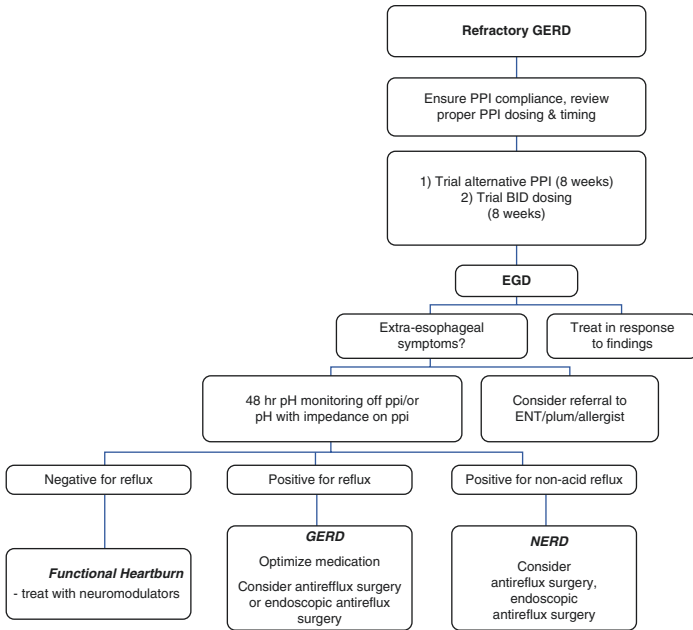 Refractory GERD
Ensure PPI compliance, review
proper PPI dosing & timing
1) Trial alternative PPI (8 weeks)
2) Trial BID dosing
(8 weeks)
EGD
Extra-esophageal
symptoms?
Treat in response
to findings
48 hr pH monitoring off ppi/or
pH with impedance on ppi
Consider referral to
ENT/plum/allergist
Negative for reflux
Positive for reflux
Positive for non-acid reflux
Functional Heartburn
- treat with neuromodulators
GERD
Optimize medication
Consider antirefflux surgery
or endoscopic antireflux
surgery
NERD
Consider
antireflux surgery,
endoscopic
antireflux surgery